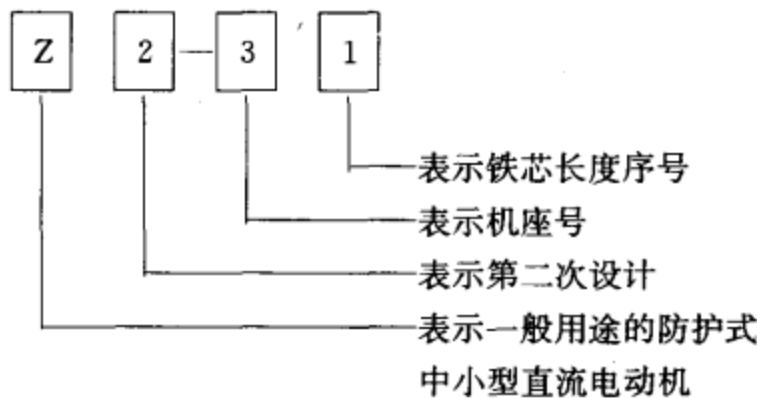 Z 2-3 1
表示铁芯长度序号
表示机座号
表示第二次设计
表示一般用途的防护式
中小型直流电动机